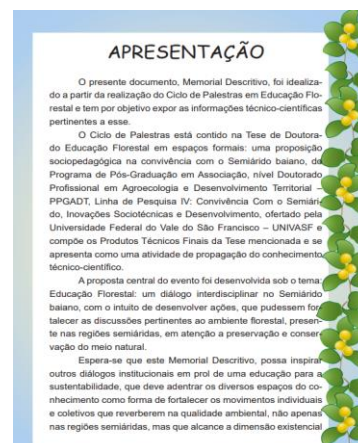 APRESENTAÇÃO
O presente documento, Memorial Descritivo, foi idealiza-
do a partir da realização do Ciclo de Palestras em Educação Flo-
restal e tem por objetivo expor as informações técnico-científicas
pertinentes a esse.
O Ciclo de Palestras está contido na Tese de Doutora-
do Educação Florestal em espaços formais: uma proposição
sociopedagógica na convivência com o Semiárido baiano, do
Programa de Pós-Graduação em Associação, nível Doutorado
Profissional em Agroecologia e Desenvolvimento Territorial –
PPGADT, Linha de Pesquisa IV: Convivência Com o Semiári-
do, Inovações Sociotécnicas e Desenvolvimento, ofertado pela
Universidade Federal do Vale do São Francisco – UNIVASF e
compõe os Produtos Técnicos Finais da Tese mencionada e se
apresenta como uma atividade de propagação do conhecimento
técnico-científico.
A proposta central do evento foi desenvolvida sob o tema:
Educação Florestal: um diálogo interdisciplinar no Semiárido
baiano, com o intuito de desenvolver ações, que pudessem for-
talecer as discussões pertinentes ao ambiente florestal, presen-
te nas regiões semiáridas, em atenção a preservação e conser-
vação do meio natural.
Espera-se que este Memorial Descritivo, possa inspirar
outros diálogos institucionais em prol de uma educação para a
sustentabilidade, que deve adentrar os diversos espaços do co-
nhecimento como forma de fortalecer os movimentos individuais
e coletivos que reverberem na qualidade ambiental, não apenas
nas regiões semiáridas, mas que alcance a dimensão existencial